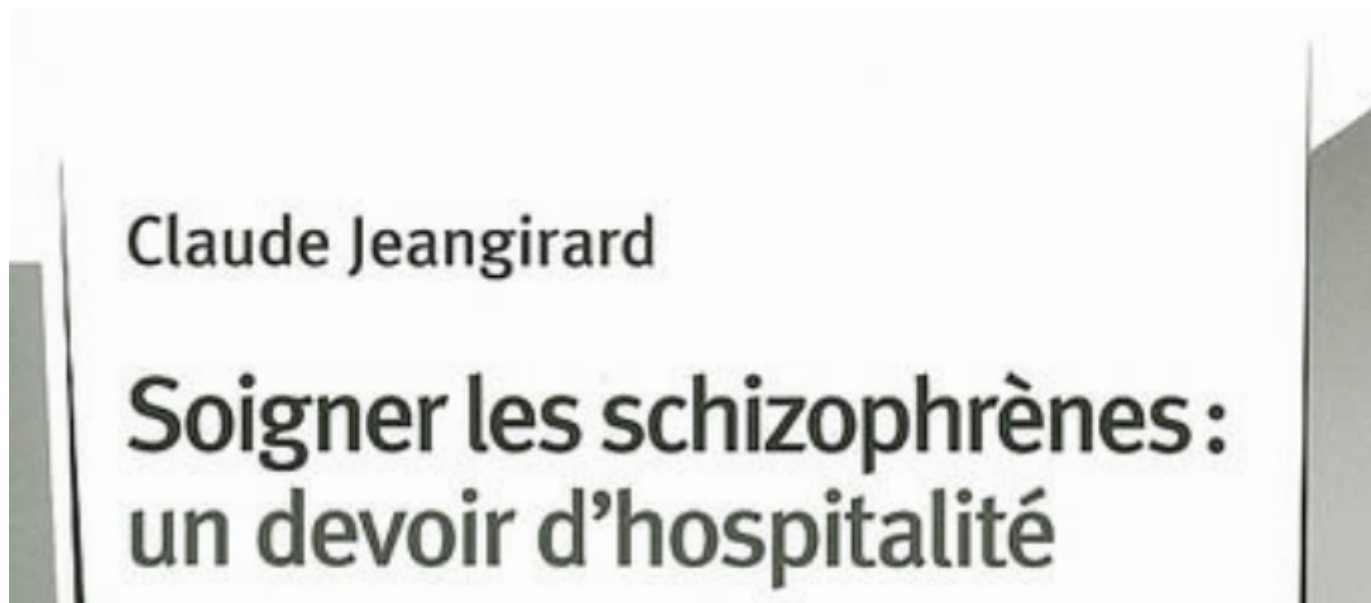 Claude Jeangirard
Soigner les schizophrènes :
un devoir d’hospitalité